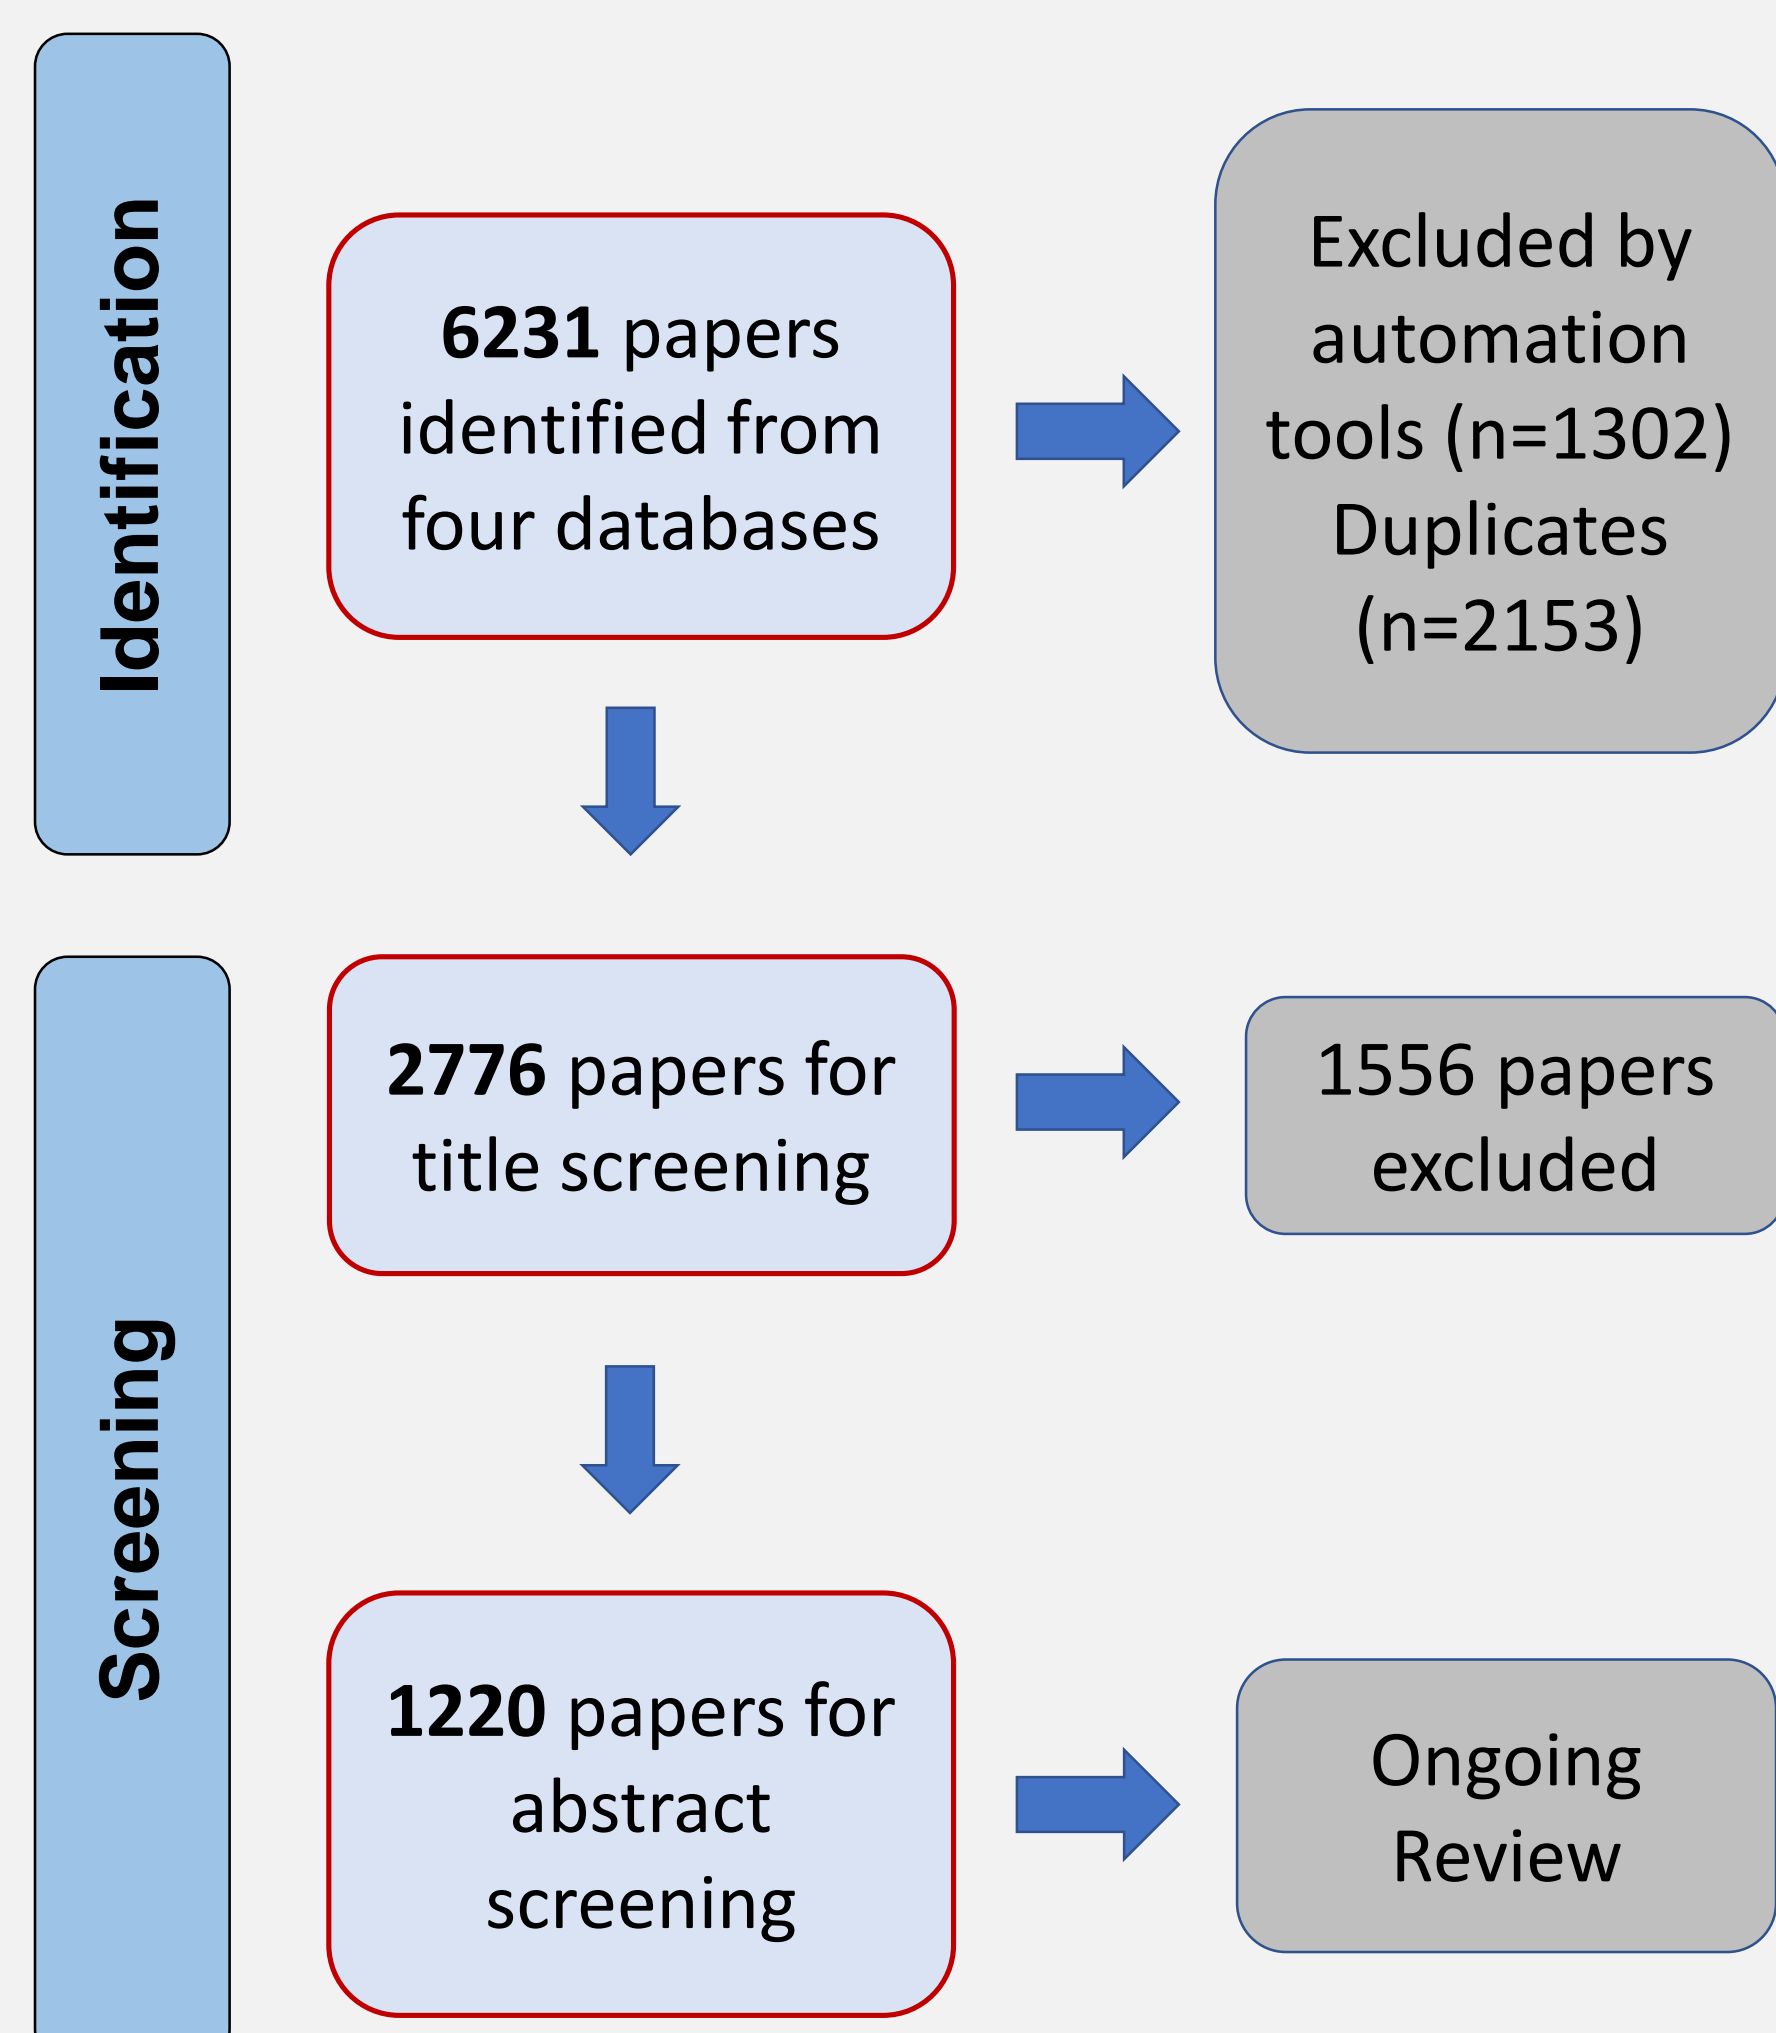 Identification
6231 papers
identified from
four databases
Excluded by
automation
tools (n=1302)
Duplicates
(n=2153)
Screening
2776 papers for
title screening
1556 papers
excluded
1220 papers for
abstract
screening
Ongoing
Review